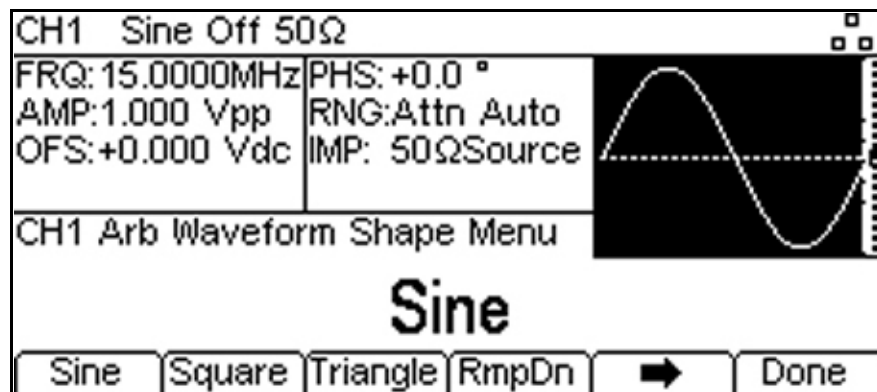 CH1 Sine Off 50Ω
FRQ:15.0000MHz
AMP:1.000 Vpp
OFS:+0.000 Vdc
PHS:+0.0 °
RNG:Attn Auto
IMP: 50ΩSource
CH1 Arb Waveform Shape Menu
Sine
Sine Square Triangle RmpDn ➡ Done